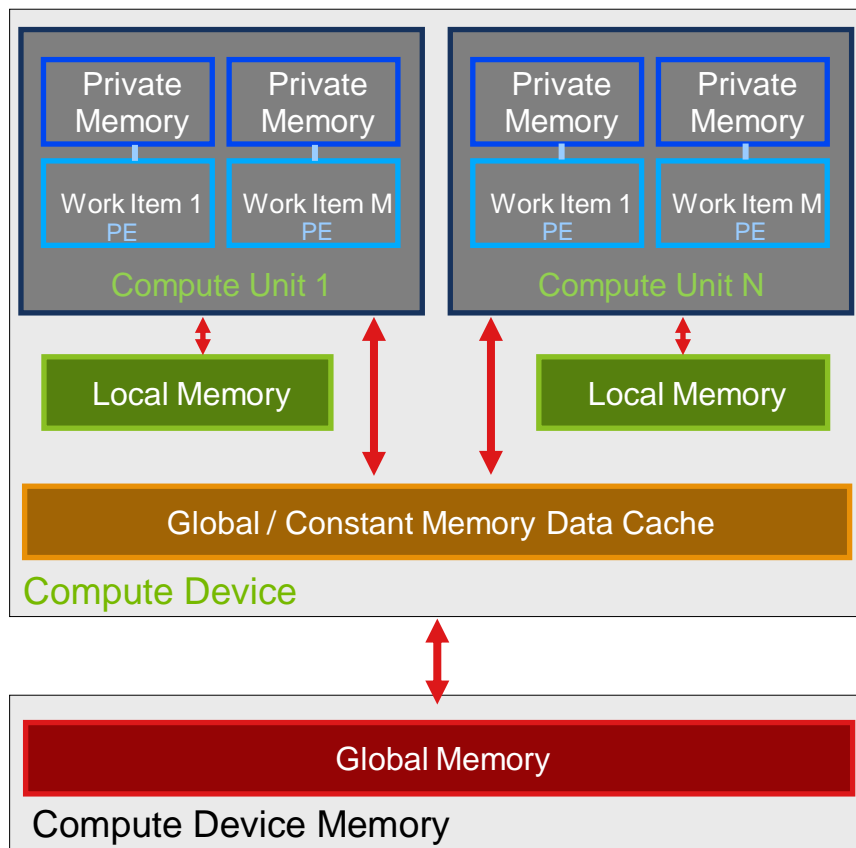 Private
Memory
Private
Memory
Private
Memory
Private
Memory
Work Item 1
PE
Work Item M
PE
Work Item 1
PE
Work Item M
PE
Compute Unit 1
Compute Unit N
Local Memory
Local Memory
Global / Constant Memory Data Cache
Compute Device
Global Memory
Compute Device Memory